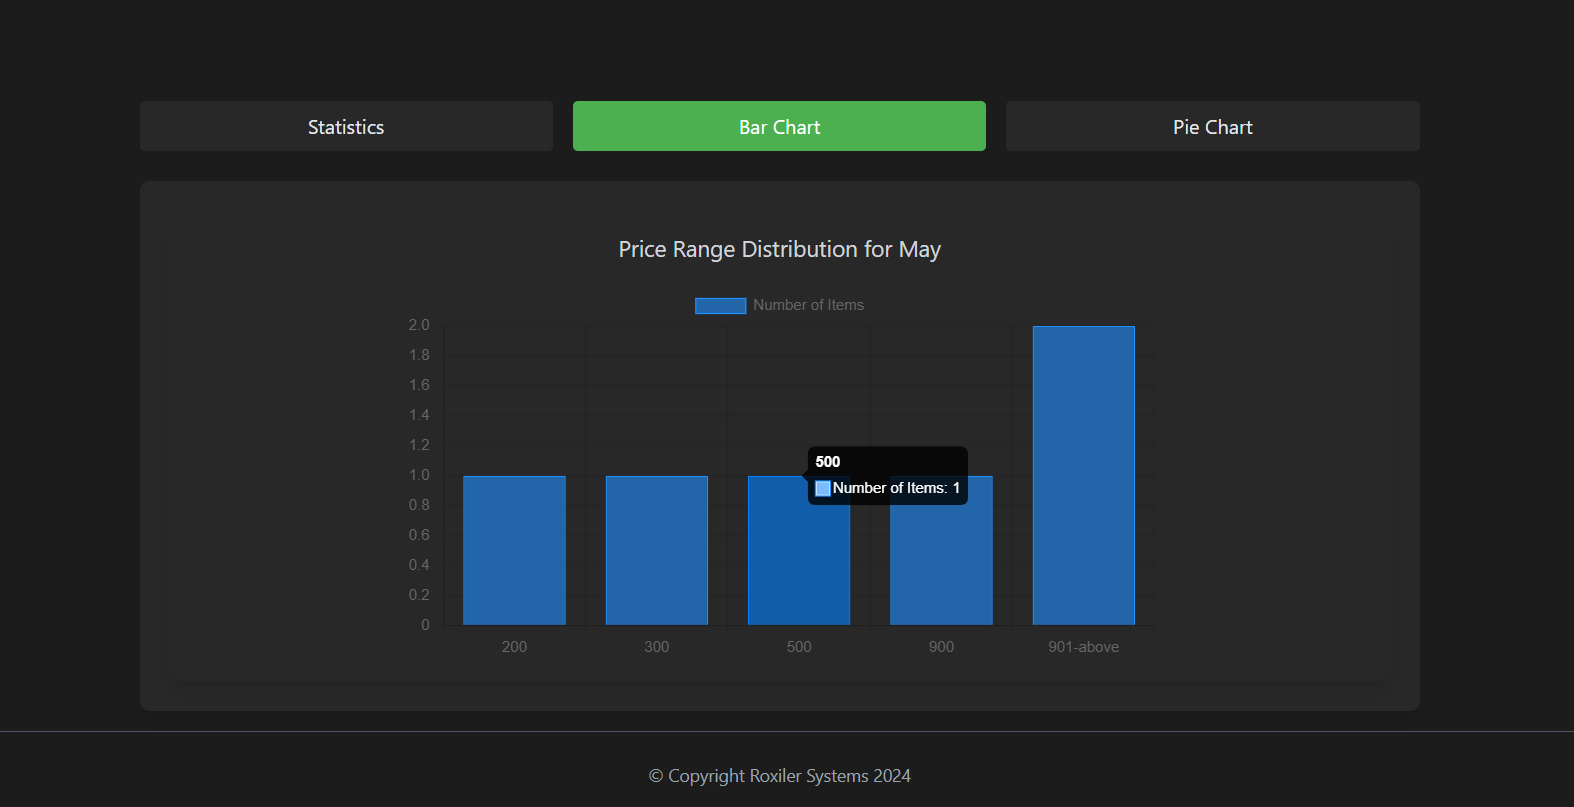 Statistics
Bar Chart
Pie Chart
Price Range Distribution for May
Number of Items
2.0
1.8
1.6
1.4
1.2
1.0
0.8
0.6
0.4
0.2
0
500
Number of Items: 1
200 300 500 900 901-above
© Copyright Roxiler Systems 2024